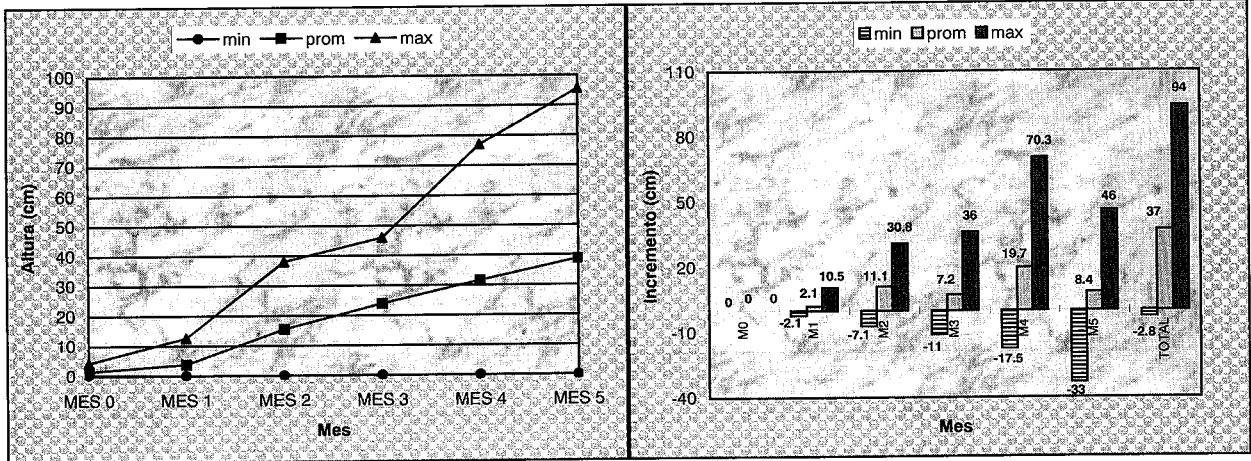 min prom max
100
90
80
70
60
50
40
30
20
10
0
Altura (cm)
MES 0 MES 1 MES 2 MES 3 MES 4 MES 5
Mes
min prom max
110
80
50
20
-10
-40
Incremento (cm)
0 0 0
-2.1 2.1 10.5
-7.1 11.1 30.8
-11 7.2 36
-17.5 19.7 70.3
-33 8.4 46
-2.8 37 94
M0 M1 M2 M3 M4 M5 TOTAL
Mes